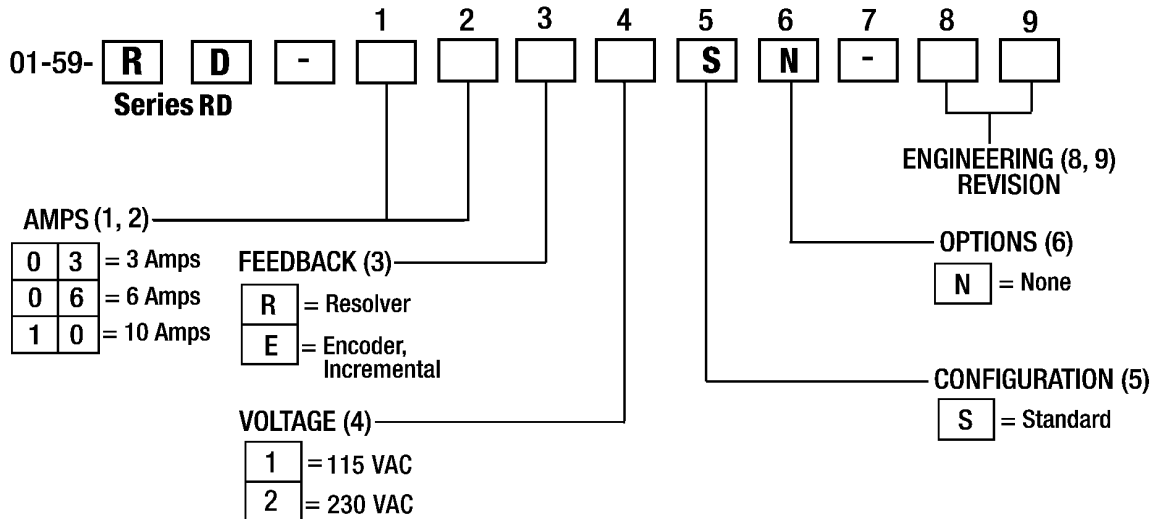 1 2 3 4 5 6 7 8 9
01-59- R D - S N -
Series RD
ENGINEERING (8, 9)
REVISION
AMPS (1, 2)
0 3 = 3 Amps
0 6 = 6 Amps
1 0 = 10 Amps
FEEDBACK (3)
R = Resolver
E = Encoder,
Incremental
VOLTAGE (4)
1 = 115 VAC
2 = 230 VAC
OPTIONS (6)
N = None
CONFIGURATION (5)
S = Standard